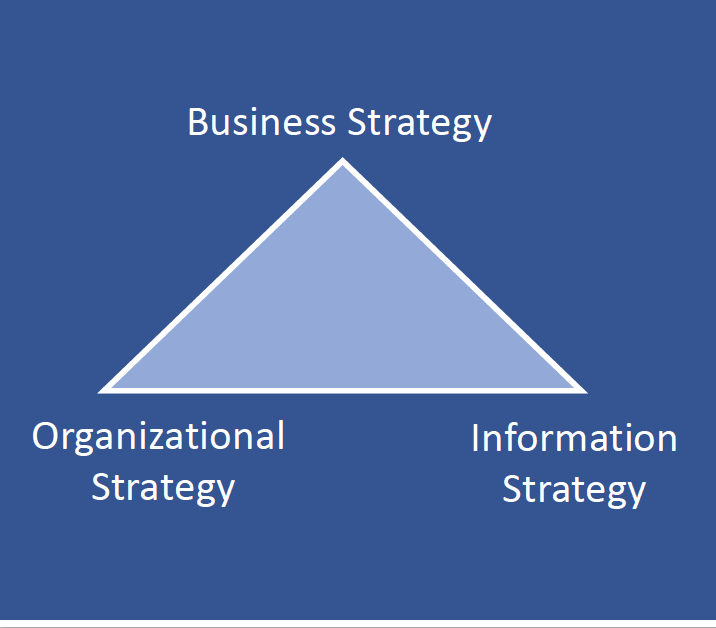 Business Strategy
Organizational
Strategy
Information
Strategy